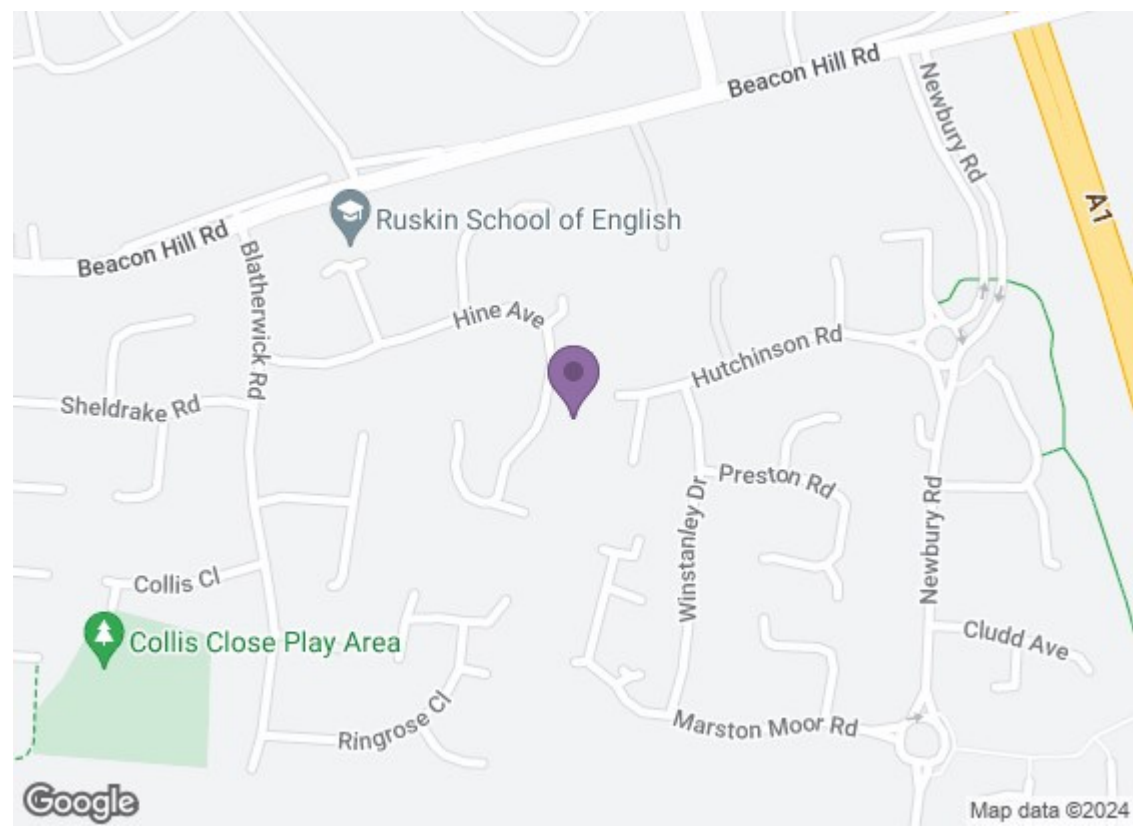 Beacon Hill Rd
Newbury Rd
A1
Ruskin School of English
Beacon Hill Rd
Blatherwick Rd
Hine Ave
Hutchinson Rd
Sheldrake Rd
Preston Rd
Winstanley Dr
Newbury Rd
Collis Cl
Collis Close Play Area
Cludd Ave
Ringrose Cl
Marston Moor Rd
Google
Map data ©2024